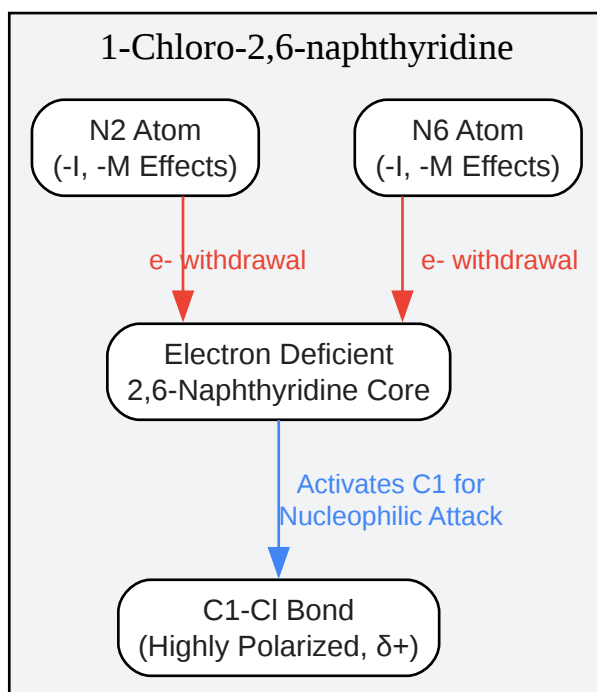 1-Chloro-2,6-naphthyridine
N2 Atom
(-I, -M Effects)
N6 Atom
(-I, -M Effects)
e- withdrawal
e- withdrawal
Electron Deficient
2,6-Naphthyridine Core
Activates C1 for
Nucleophilic Attack
C1-Cl Bond
(Highly Polarized, δ+)